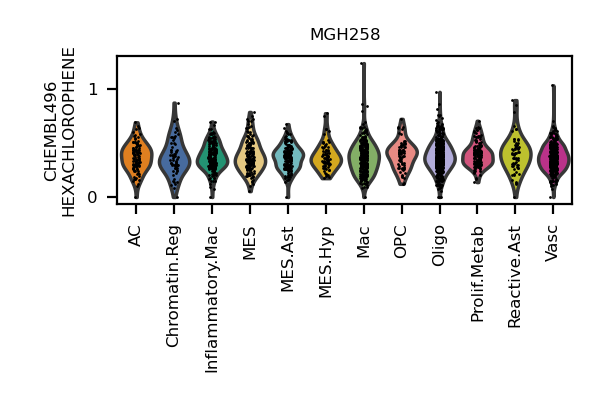 MGH258
CHEMBL496
HEXACHLOROPHENE
1
0
AC
Chromatin.Reg
Inflammatory.Mac
MES
MES.Ast
MES.Hyp
Mac
OPC
Oligo
Prolif.Metab
Reactive.Ast
Vasc